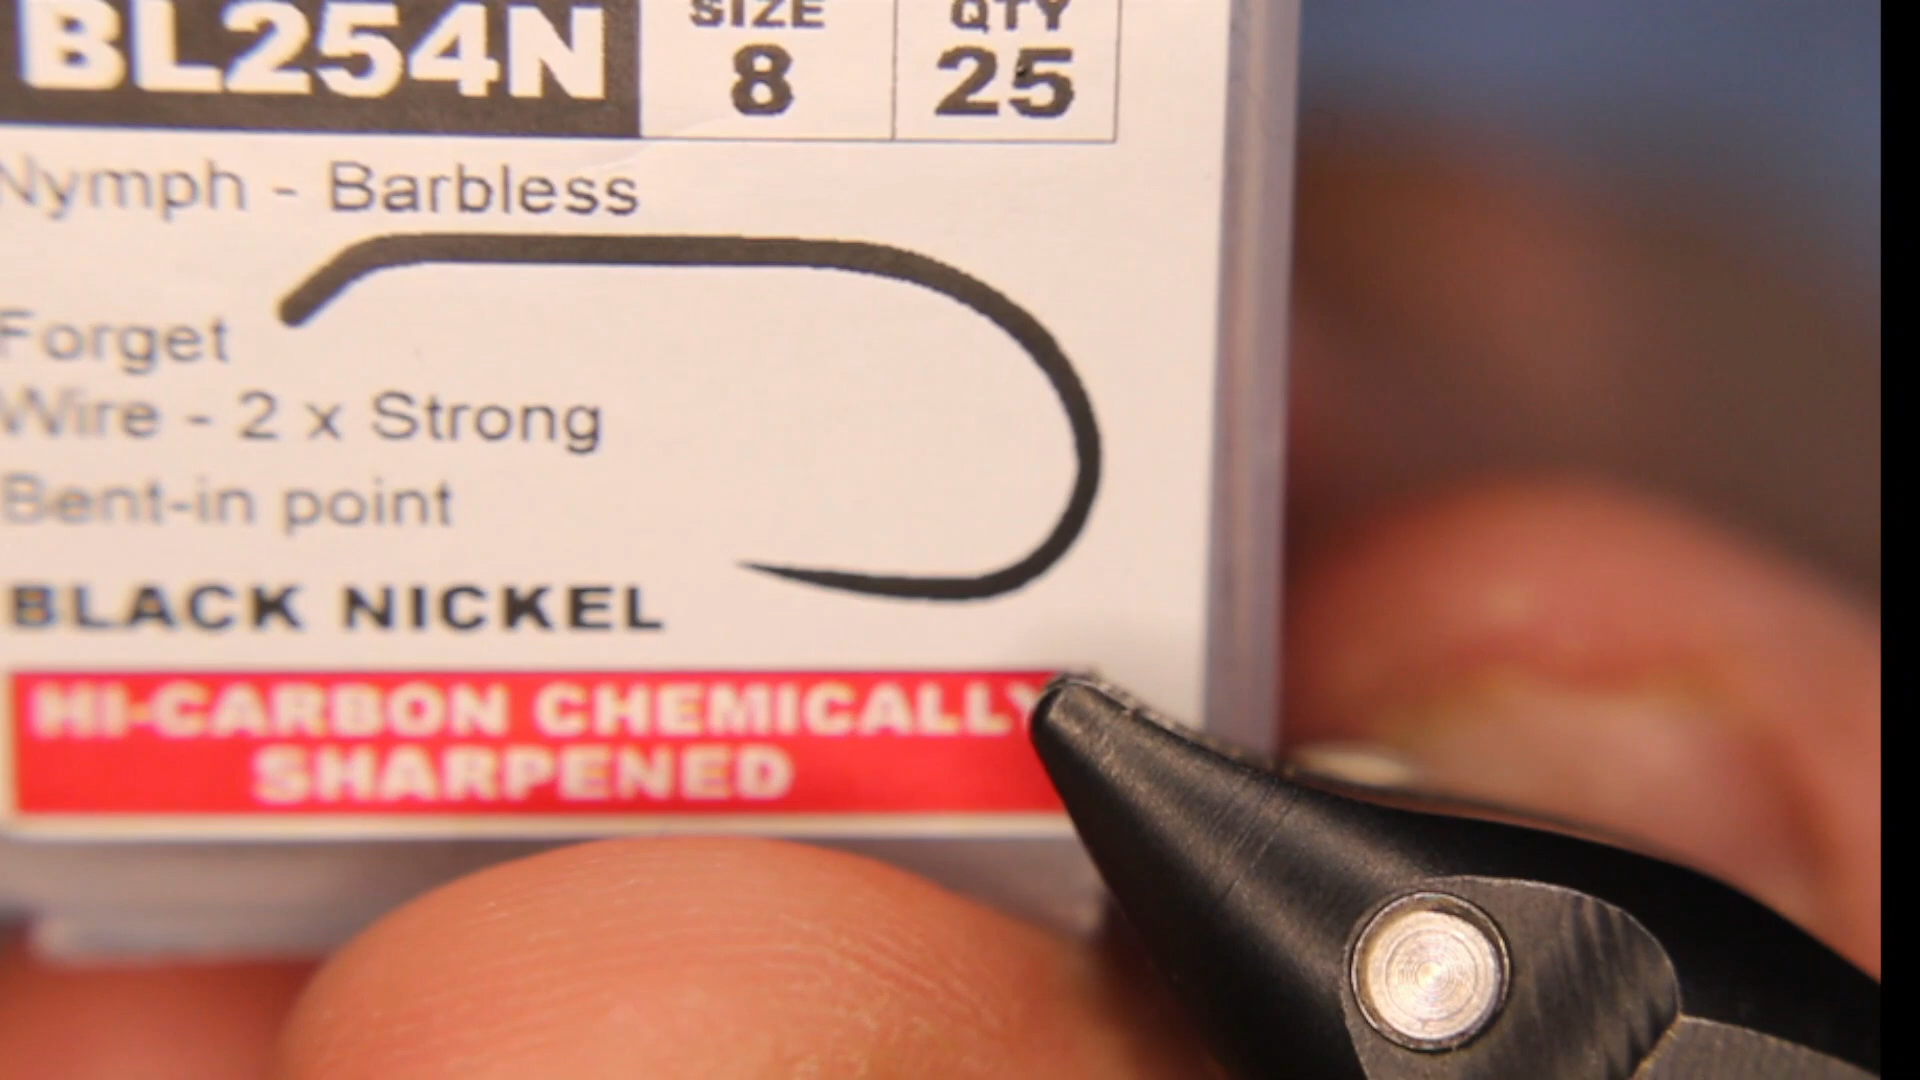 BL254N
SIZE
8
QTY
25
Nymph - Barbless
Forget
Wire - 2 x Strong
Bent-in point
BLACK NICKEL
HI-CARBON CHEMICALLY
SHARPENED